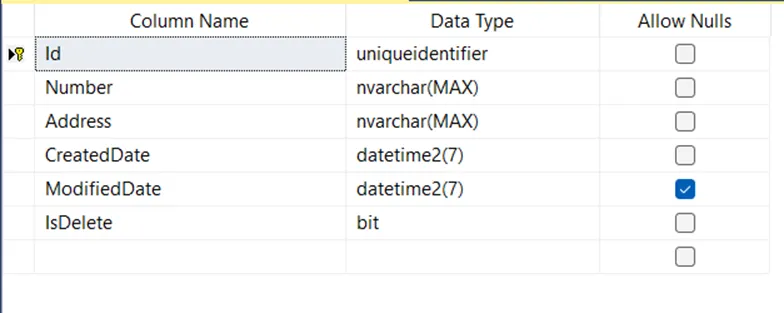 Column Name Data Type Allow Nulls
Id uniqueidentifier
Number nvarchar(MAX)
Address nvarchar(MAX)
CreatedDate datetime2(7)
ModifiedDate datetime2(7)
IsDelete bit